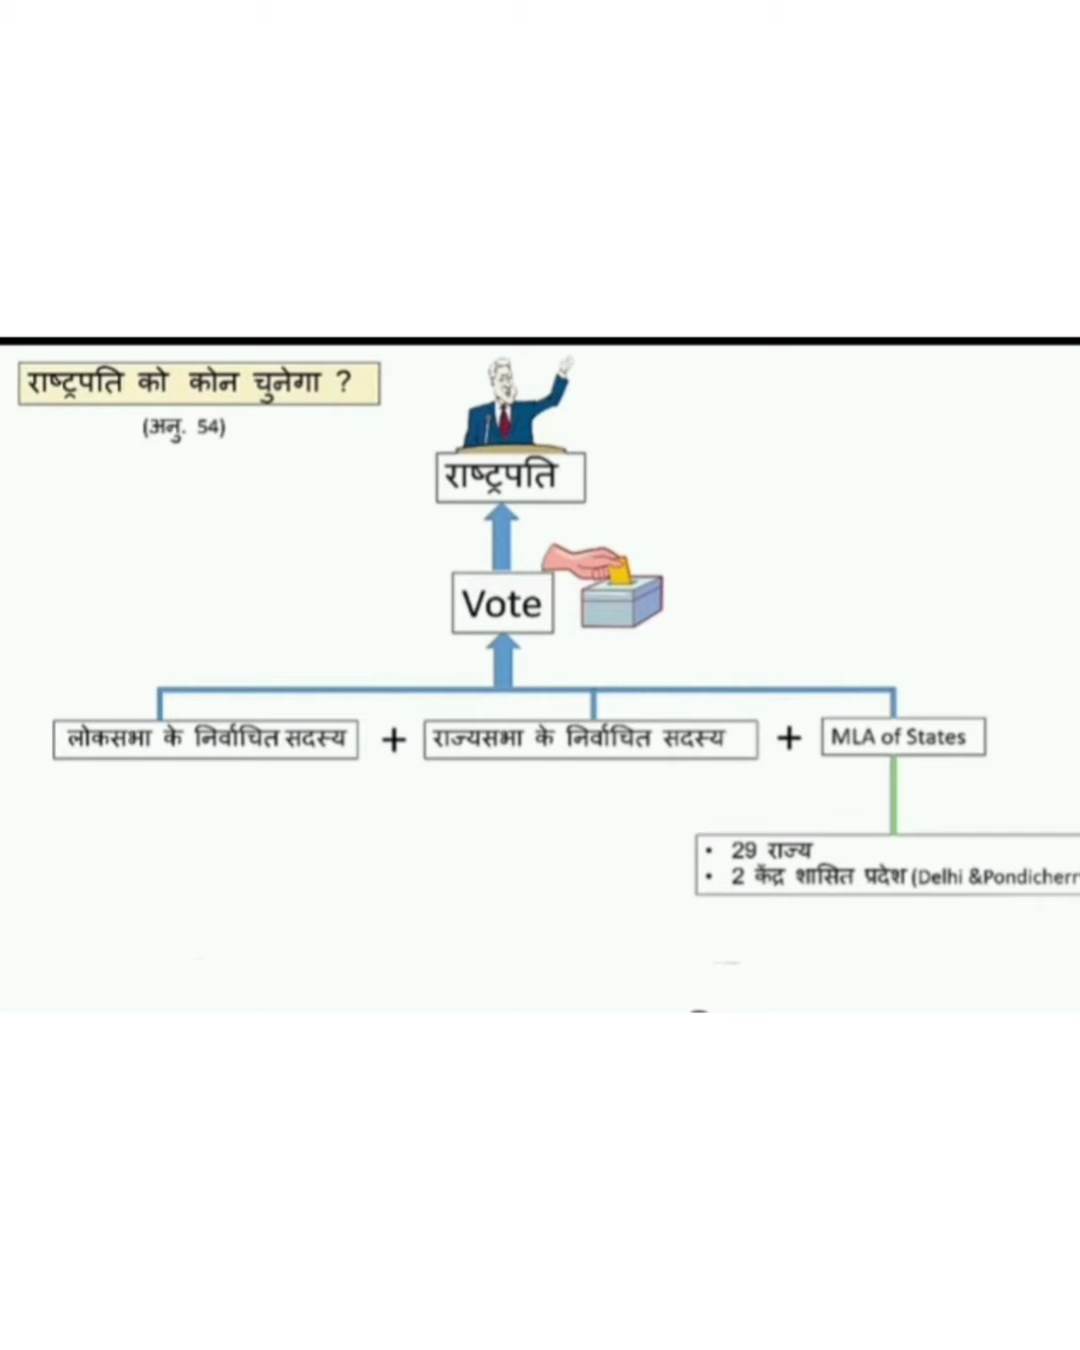 राष्ट्रपति को कोन चुनेगा ?
(अनु. 54)
राष्ट्रपति
Vote
लोकसभा के निर्वाचित सदस्य + राज्यसभा के निर्वाचित सदस्य + MLA of States
• 29 राज्य
• 2 केंद्र शासित प्रदेश (Delhi &Pondicherr